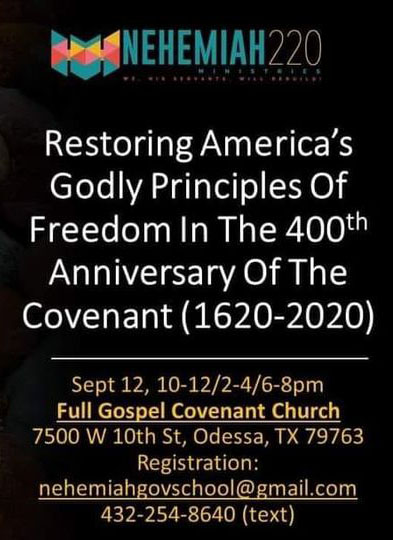 NEHEMIAH220
MINISTRIES
WE, HIS SERVANTS, WILL REBUILD!
Restoring America's
Godly Principles Of
Freedom In The 400th
Anniversary Of The
Covenant (1620-2020)
Sept 12, 10-12/2-4/6-8pm
Full Gospel Covenant Church
7500 W 10th St, Odessa, TX 79763
Registration:
nehemiahgovschool@gmail.com
432-254-8640 (text)